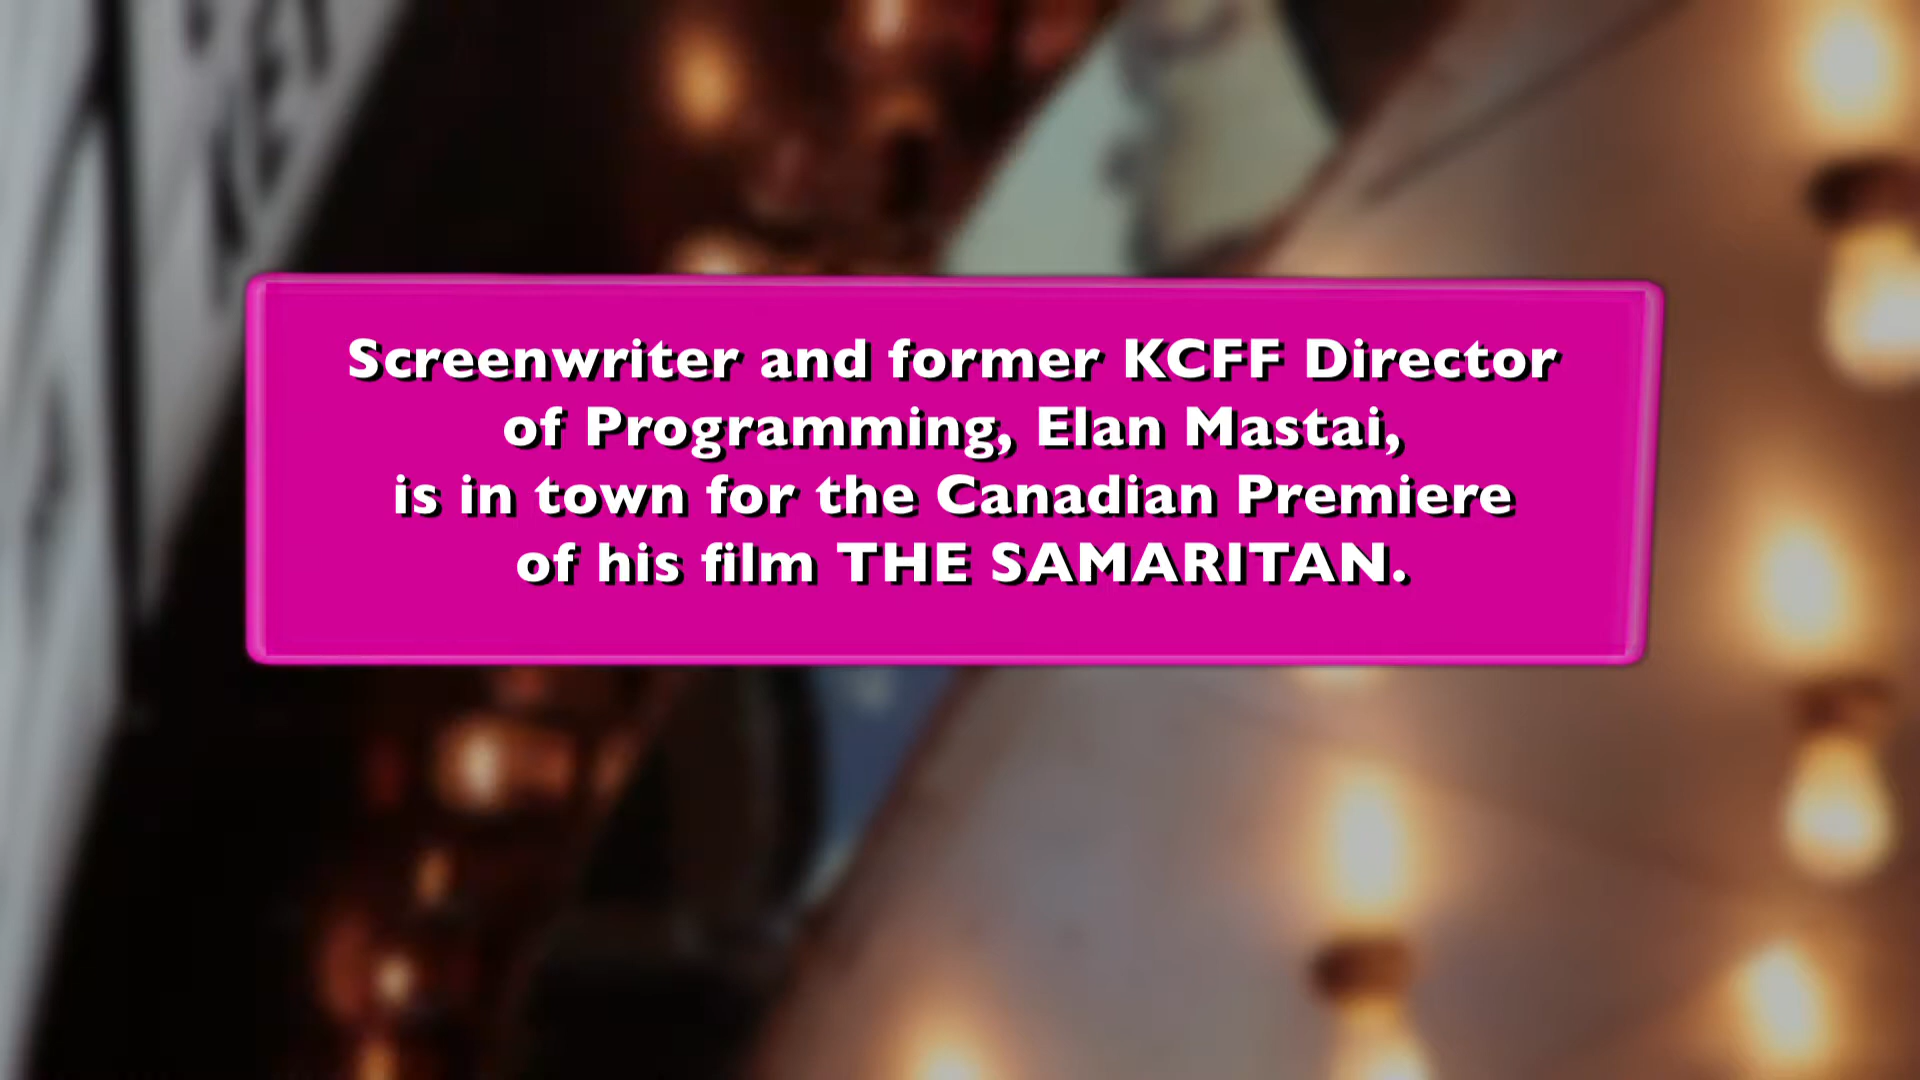 Screenwriter and former KCFF Director
of Programming, Elan Mastai,
is in town for the Canadian Premiere
of his film THE SAMARITAN.